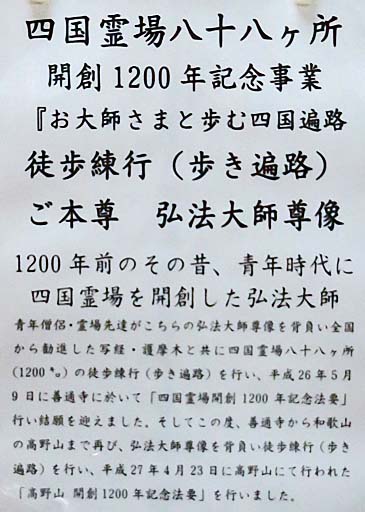 四国霊場八十八ヶ所
開創1200年記念事業
『お大師さまと歩む四国遍路
徒歩練行（歩き遍路）
ご本尊　弘法大師尊像
1200年前のその昔、青年時代に
四国霊場を開創した弘法大師
青年僧侶・霊場先達がこちらの弘法大師尊像を背負い全国
から勧進した写経・護摩木と共に四国霊場八十八ヶ所
(1200㌔)の徒歩練行(歩き遍路)を行い、平成26年5月
9日に善通寺に於いて「四国霊場開創1200年記念法要」
行い結願を迎えました。そしてこの度、善通寺から和歌山
の高野山まで再び、弘法大師尊像を背負い徒歩練行(歩き
遍路)を行い、平成27年4月23日に高野山にて行われた
「高野山 開創1200年記念法要」を行いました。